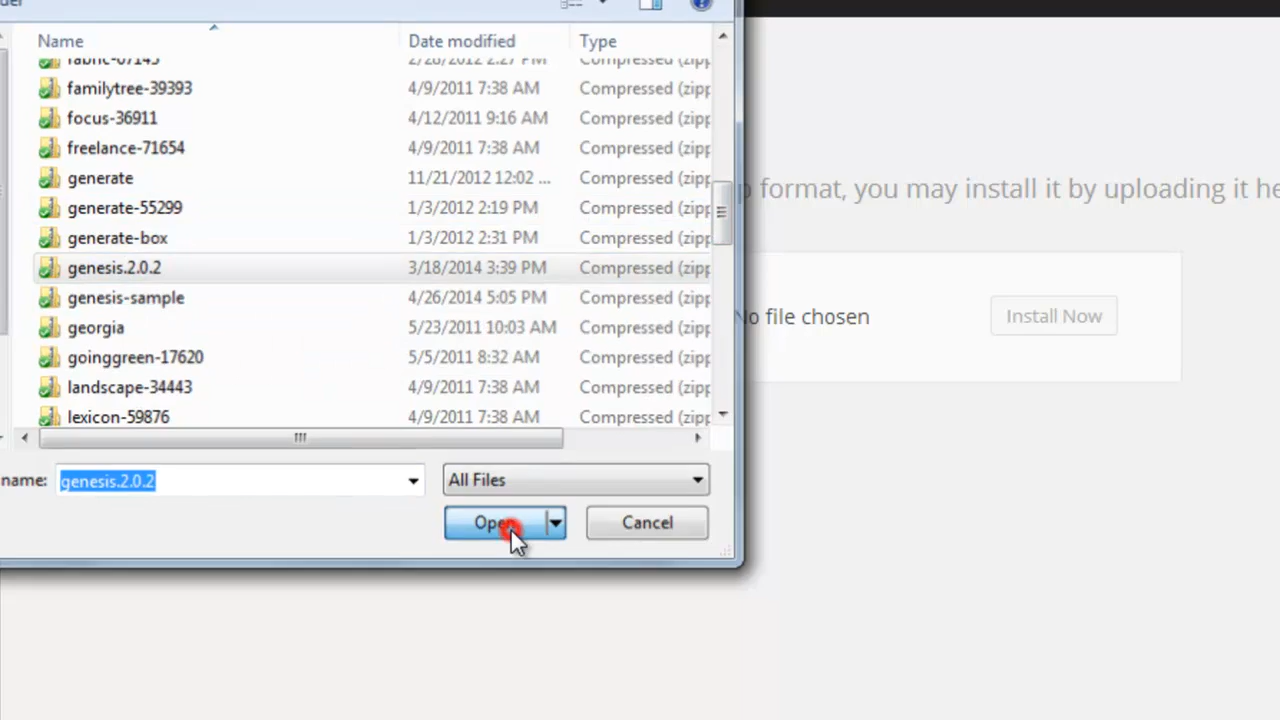 Name Date modified Type
familytree-39393 4/9/2011 7:38 AM Compressed (zipp
focus-36911 4/12/2011 9:16 AM Compressed (zipp
freelance-71654 4/9/2011 7:38 AM Compressed (zipp
generate 11/21/2012 12:02 ... Compressed (zipp
p format, you may install it by uploading it he
generate-55299 1/3/2012 2:19 PM Compressed (zipp
generate-box 1/3/2012 2:31 PM Compressed (zipp
genesis.2.0.2 3/18/2014 3:39 PM Compressed (zipp
genesis-sample 4/26/2014 5:05 PM Compressed (zipp
No file chosen Install Now
georgia 5/23/2011 10:03 AM Compressed (zipp
goinggreen-17620 5/5/2011 8:32 AM Compressed (zipp
landscape-34443 4/9/2011 7:38 AM Compressed (zipp
lexicon-59876 4/9/2011 7:38 AM Compressed (zipp
name: genesis.2.0.2 All Files
Open Cancel